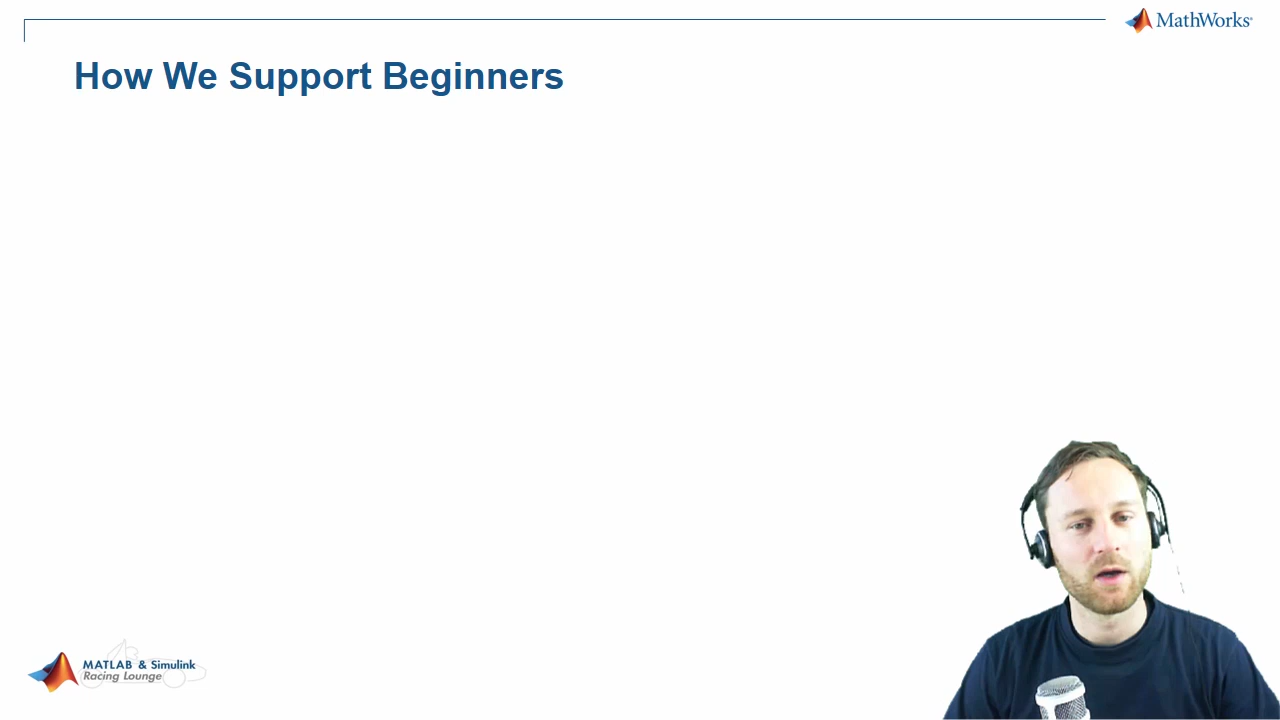 MathWorks®
How We Support Beginners
MATLAB & Simulink
Racing Lounge